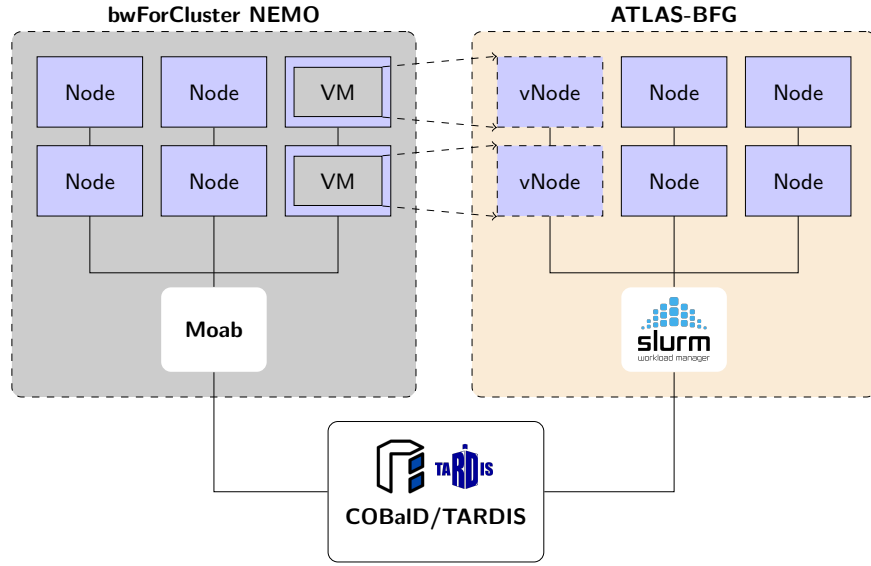 bwForCluster NEMO
ATLAS-BFG
Node Node VM vNode Node Node
Node Node VM vNode Node Node
Moab
slurm
workload manager
TARDIS
COBalD/TARDIS